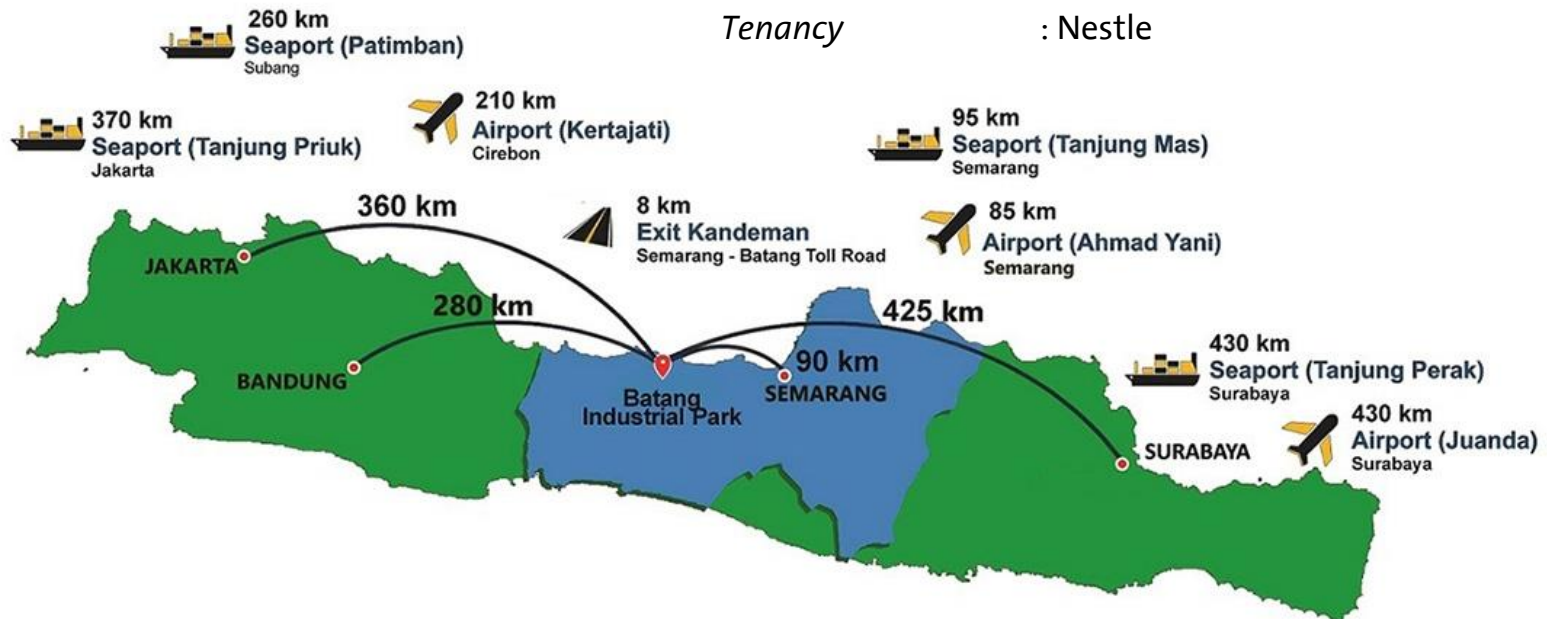 Tenancy : Nestle
260 km
Seaport (Patimban)
Subang
370 km
Seaport (Tanjung Priuk)
Jakarta
210 km
Airport (Kertajati)
Cirebon
95 km
Seaport (Tanjung Mas)
Semarang
8 km
Exit Kandeman
Semarang - Batang Toll Road
85 km
Airport (Ahmad Yani)
Semarang
360 km
JAKARTA
280 km
BANDUNG
425 km
90 km
SEMARANG
Batang
Industrial Park
430 km
Seaport (Tanjung Perak)
Surabaya
430 km
Airport (Juanda)
Surabaya
SURABAYA